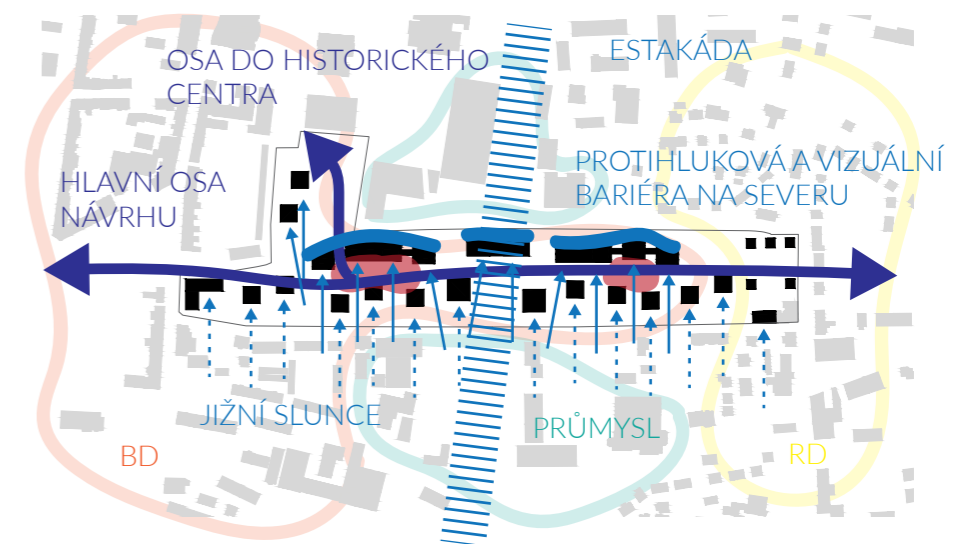 OSA DO HISTORICKÉHO
CENTRA
ESTAKÁDA
HLAVNÍ OSA
NÁVRHU
PROTIHLUKOVÁ A VIZUÁLNÍ
BARIÉRA NA SEVERU
JIŽNÍ SLUNCE
PRŮMYSL
BD
RD